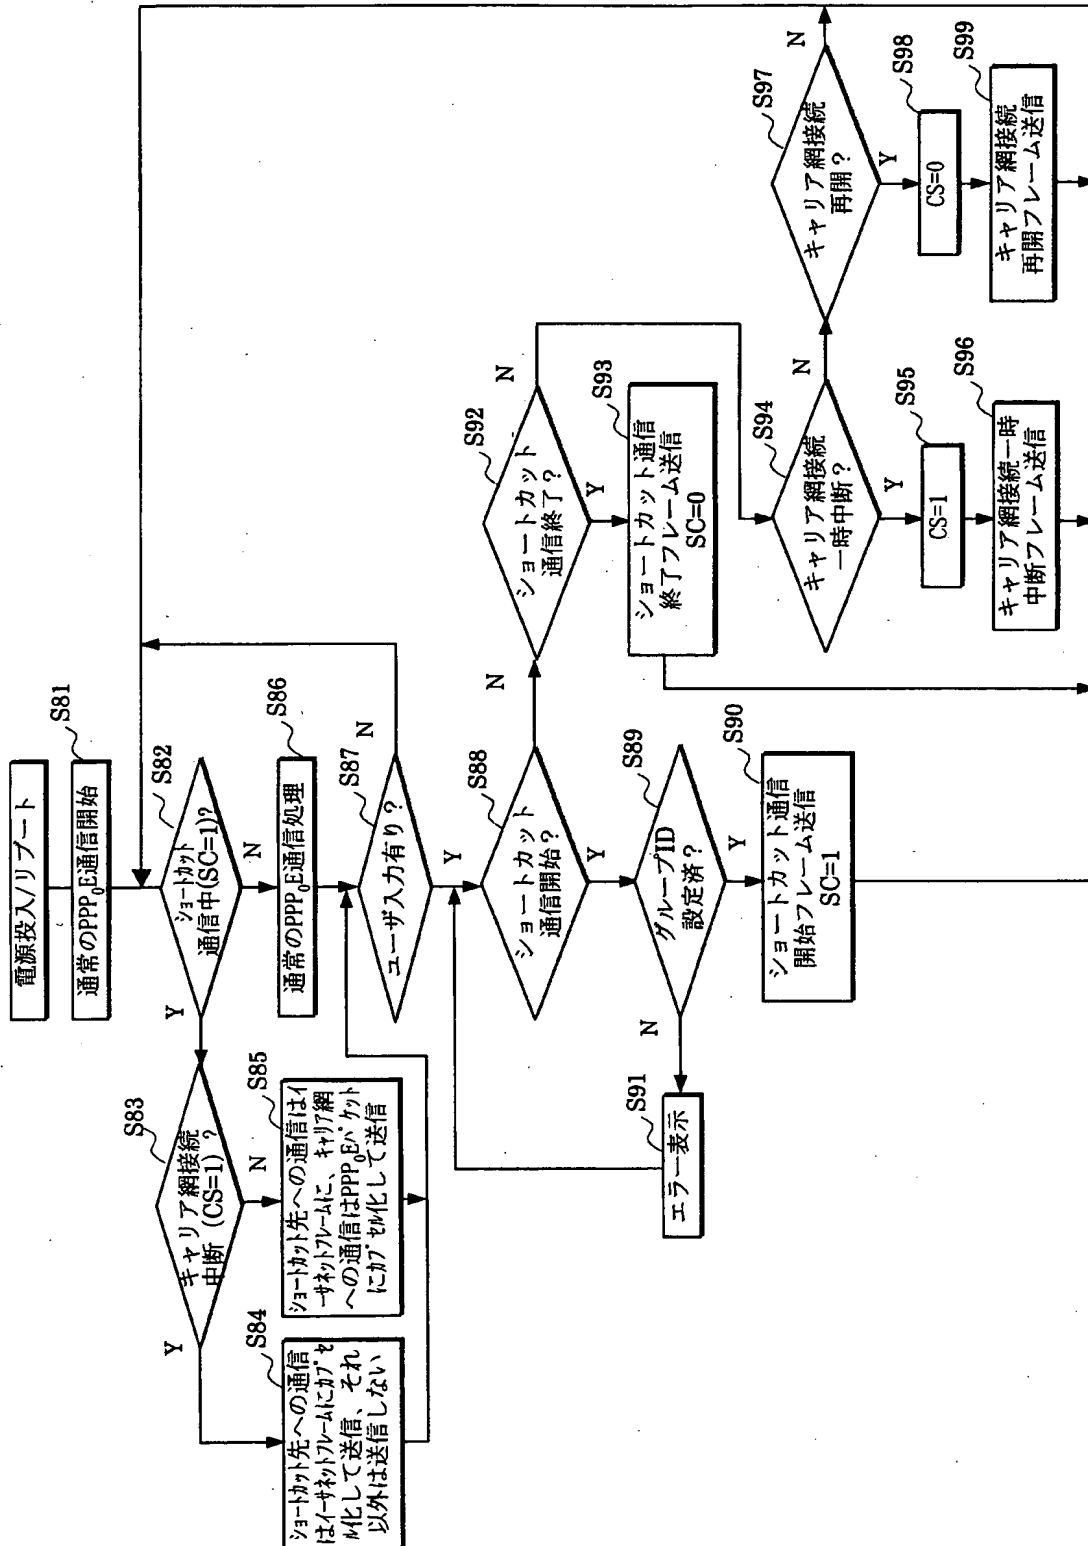 電源投入/リブート
S81
通常のPPP₀E通信開始
S82
ショートカット
通信中(SC=1)?
Y
N
S83
キャリア網接続
中断 (CS=1) ?
Y
N
S84
ショートカット先への通信
はイーサネットフレームにカプセ
ル化して送信、それ
以外は送信しない
S85
ショートカット先への通信はイ
ーサネットフレームに、キャリア網
への通信はPPP₀Eパケット
にカプセル化して送信
S86
通常のPPP₀E通信処理
S87
ユーザ入力有り?
N
Y
S88
ショートカット
通信開始?
N
Y
S89
グループID
設定済?
N
Y
S90
ショートカット通信
開始フレーム送信
SC=1
S91
エラー表示
S92
ショートカット
通信終了?
N
Y
S93
ショートカット通信
終了フレーム送信
SC=0
S94
キャリア網接続
一時中断?
N
Y
S95
CS=1
S96
キャリア網接続一時
中断フレーム送信
S97
キャリア網接続
再開?
N
Y
S98
CS=0
S99
キャリア網接続
再開フレーム送信